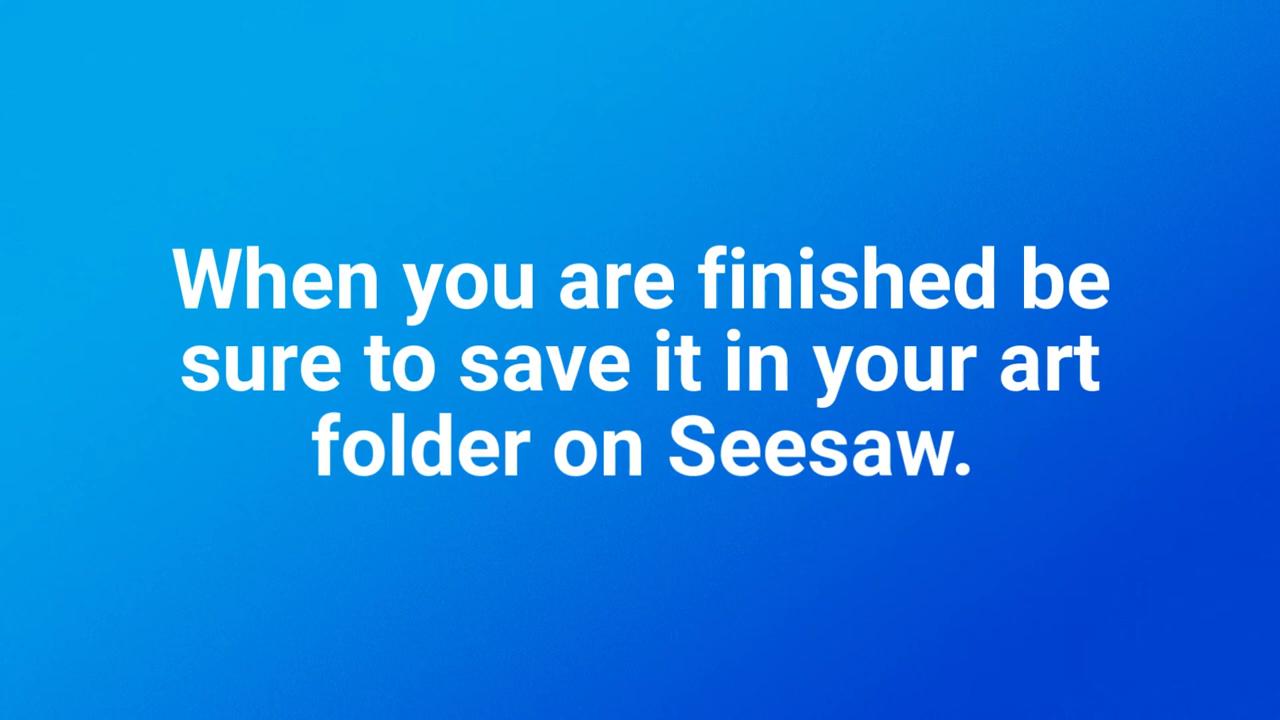 When you are finished be
sure to save it in your art
folder on Seesaw.